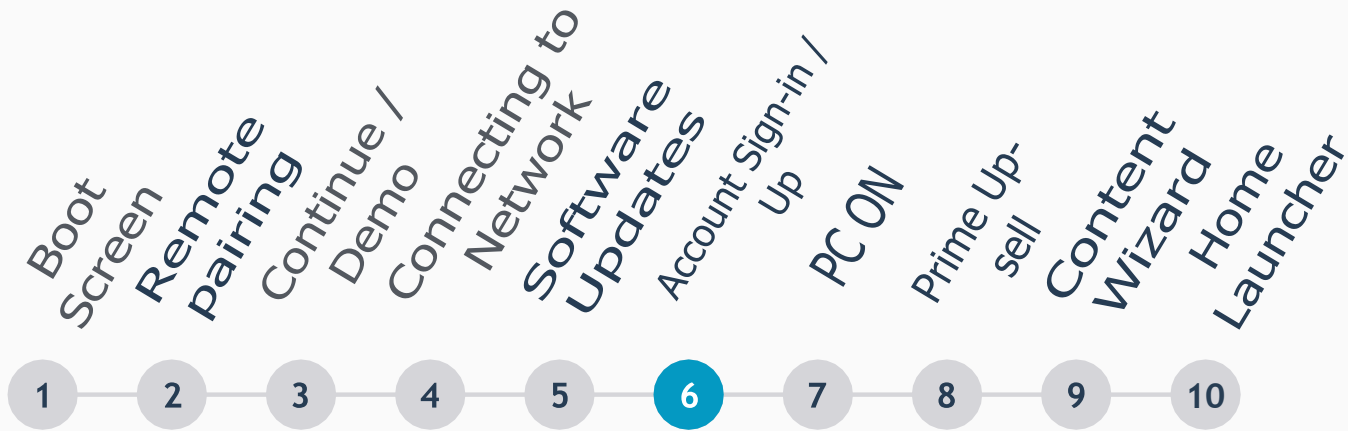 Boot
Screen
Remote
pairing
Continue /
Demo
Connecting to
Network
Software
Updates
Account Sign-in /
Up
PC ON
Prime Up-
sell
Content
Wizard
Home
Launcher
1 2 3 4 5 6 7 8 9 10